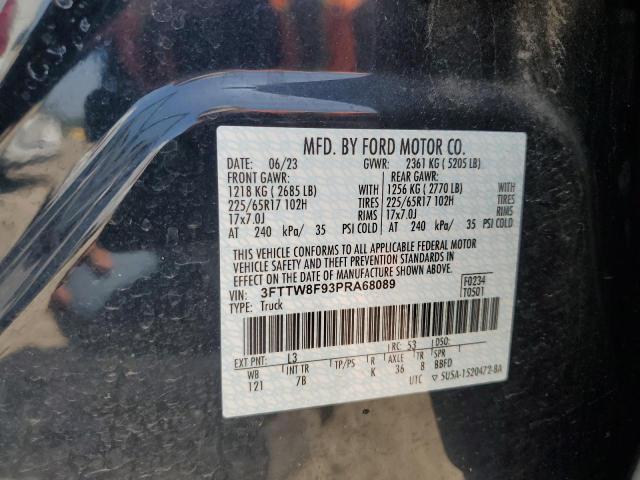 MFD. BY FORD MOTOR CO.
DATE: 06/23 GVWR: 2361 KG ( 5205 LB)
FRONT GAWR: REAR GAWR:
1218 KG ( 2685 LB) WITH 1256 KG ( 2770 LB) WITH
225/65R17 102H TIRES 225/65R17 102H TIRES
17x7.0J RIMS 17x7.0J RIMS
AT 240 kPa/ 35 PSI COLD AT 240 kPa/ 35 PSI COLD
THIS VEHICLE CONFORMS TO ALL APPLICABLE FEDERAL MOTOR
VEHICLE SAFETY AND THEFT PREVENTION STANDARDS IN
EFFECT ON THE DATE OF MANUFACTURE SHOWN ABOVE.
VIN: 3FTTW8F93PRA68089 F0234
TYPE: Truck T0501
EXT PNT: L3 RC: 53 DSO:
WB INT TR TP/PS R AXLE TR SPR
121 7B K 36 8 BBFD
UTC ▽ 5U5A-1520472-BA